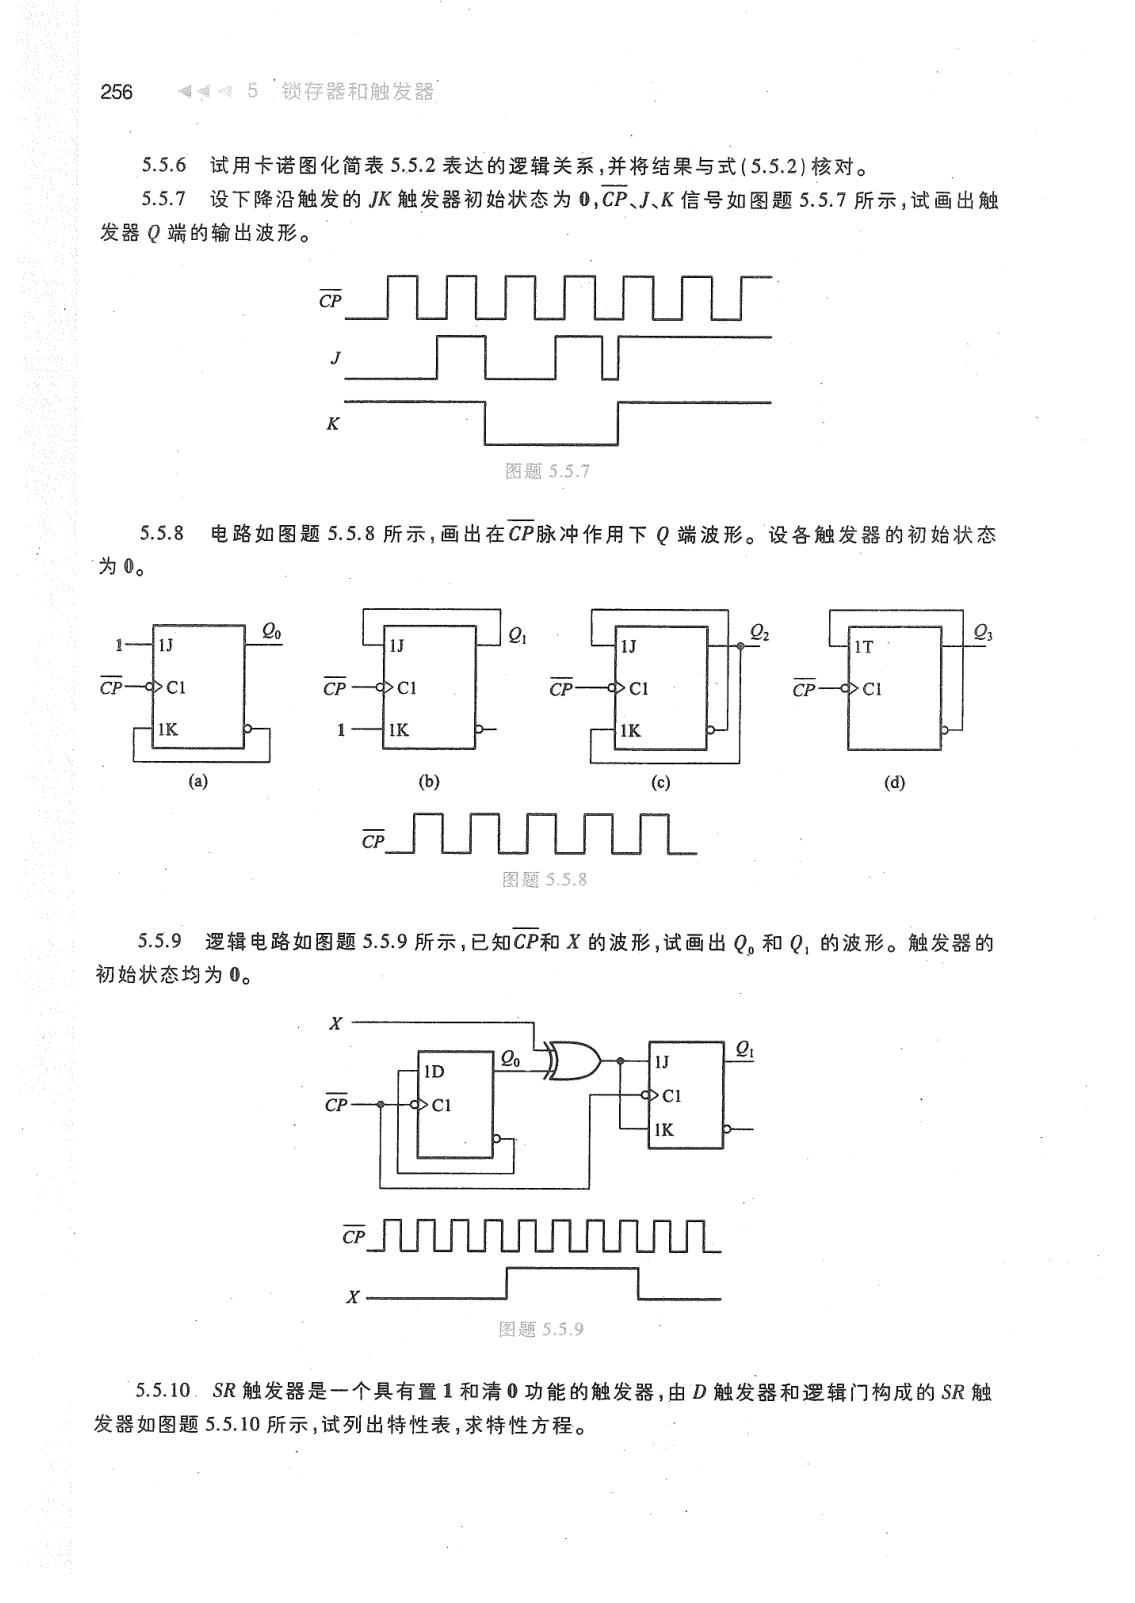 256 5 锁存器和触发器
5.5.6 试用卡诺图化简表 5.5.2 表达的逻辑关系,并将结果与式(5.5.2)核对。
5.5.7 设下降沿触发的 JK 触发器初始状态为 0,C̅P̅、J、K 信号如图题 5.5.7 所示,试画出触
发器 Q 端的输出波形。
C̅P̅
J
K
图题 5.5.7
5.5.8 电路如图题 5.5.8 所示,画出在C̅P̅脉冲作用下 Q 端波形。设各触发器的初始状态
为 0。
1 1J Q₀
C̅P̅ C1
1K
(a)
1J Q₁
C̅P̅ C1
1 1K
(b)
1J Q₂
C̅P̅ C1
1K
(c)
1T Q₃
C̅P̅ C1
(d)
C̅P̅
图题 5.5.8
5.5.9 逻辑电路如图题 5.5.9 所示,已知C̅P̅和 X 的波形,试画出 Q₀ 和 Q₁ 的波形。触发器的
初始状态均为 0。
X
1D Q₀
C̅P̅ C1
1J Q₁
C1
1K
C̅P̅
X
图题 5.5.9
5.5.10 SR 触发器是一个具有置 1 和清 0 功能的触发器,由 D 触发器和逻辑门构成的 SR 触
发器如图题 5.5.10 所示,试列出特性表,求特性方程。